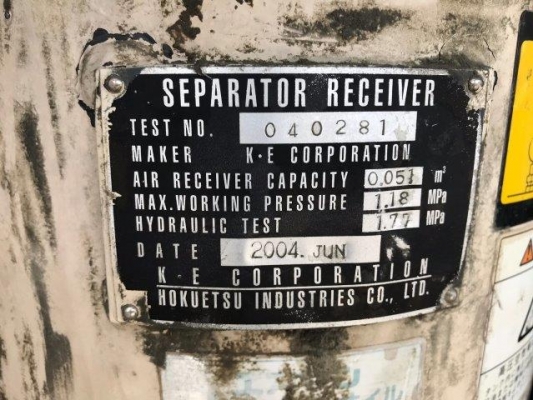 SEPARATOR RECEIVER
TEST NO. 040281
MAKER K·E CORPORATION
AIR RECEIVER CAPACITY 0.051 m³
MAX.WORKING PRESSURE 1.18 MPa
HYDRAULIC TEST 1.77 MPa
DATE 2004.JUN
K-E CORPORATION
HOKUETSU INDUSTRIES CO., LTD.